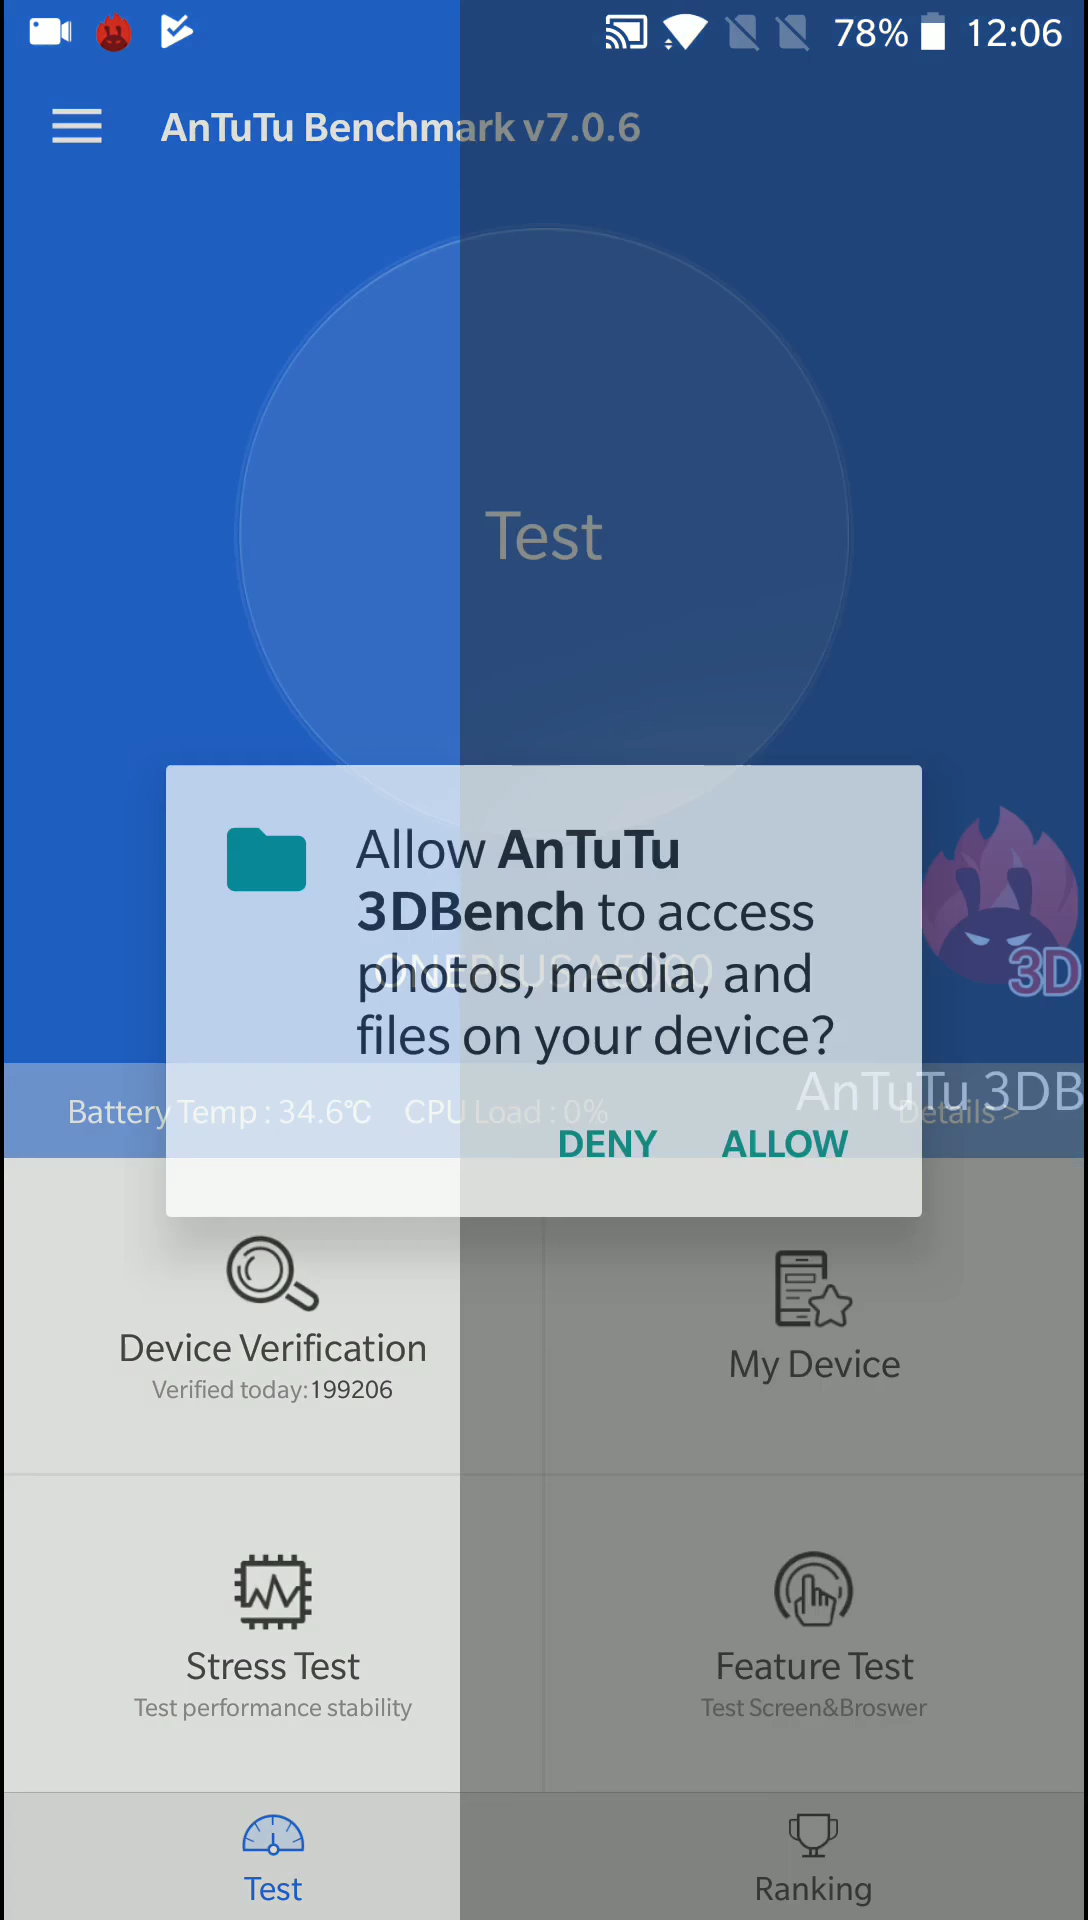 78% 12:06
AnTuTu Benchmark v7.0.6
Test
Allow AnTuTu
3DBench to access
ONEPLUS A5000
photos, media, and
files on your device?
3D
AnTuTu 3DB
Battery Temp : 34.6℃ CPU Load : 0% Details >
DENY ALLOW
Device Verification
Verified today:199206
My Device
Stress Test
Test performance stability
Feature Test
Test Screen&Broswer
Test
Ranking